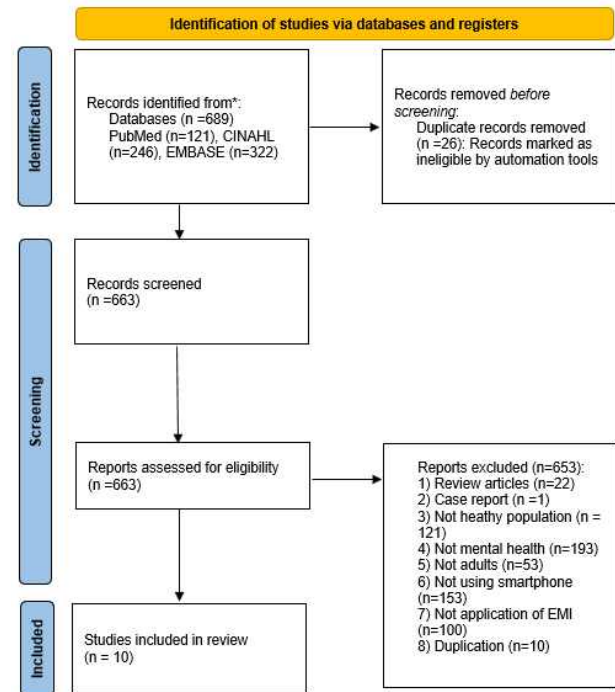 Identification of studies via databases and registers
Identification
Records identified from*:
Databases (n =689)
PubMed (n=121), CINAHL
(n=246), EMBASE (n=322)
Records removed before
screening:
Duplicate records removed
(n =26): Records marked as
ineligible by automation tools
Screening
Records screened
(n =663)
Reports assessed for eligibility
(n =663)
Reports excluded (n=653):
1) Review articles (n=22)
2) Case report (n =1)
3) Not heathy population (n =
121)
4) Not mental health (n=193)
5) Not adults (n=53)
6) Not using smartphone
(n=153)
7) Not application of EMI
(n=100)
8) Duplication (n=10)
Included
Studies included in review
(n = 10)